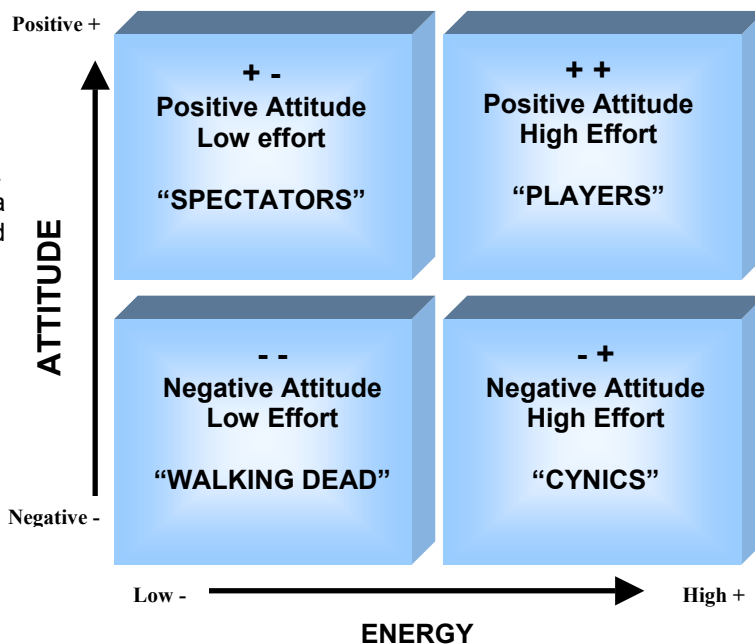 Positive +
+ -
Positive Attitude
Low effort
“SPECTATORS”
+ +
Positive Attitude
High Effort
“PLAYERS”
a
d
ATTITUDE
- -
Negative Attitude
Low Effort
“WALKING DEAD”
- +
Negative Attitude
High Effort
“CYNICS”
Negative -
Low -
High +
ENERGY